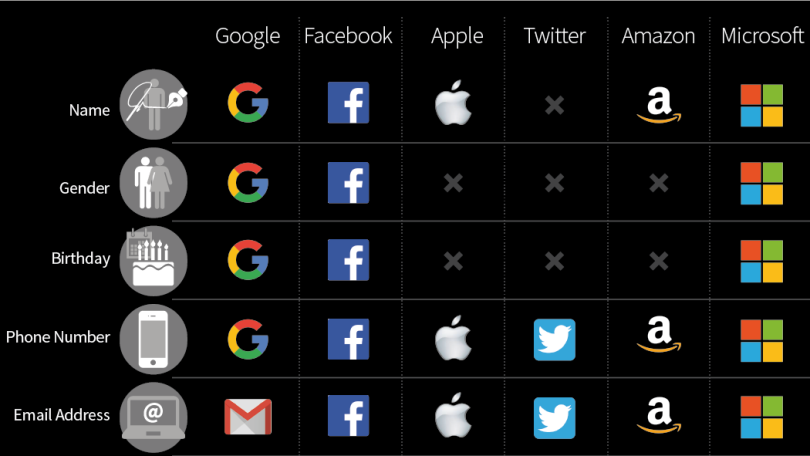 Google Facebook Apple Twitter Amazon Microsoft
Name
Gender
Birthday
Phone Number
Email Address @